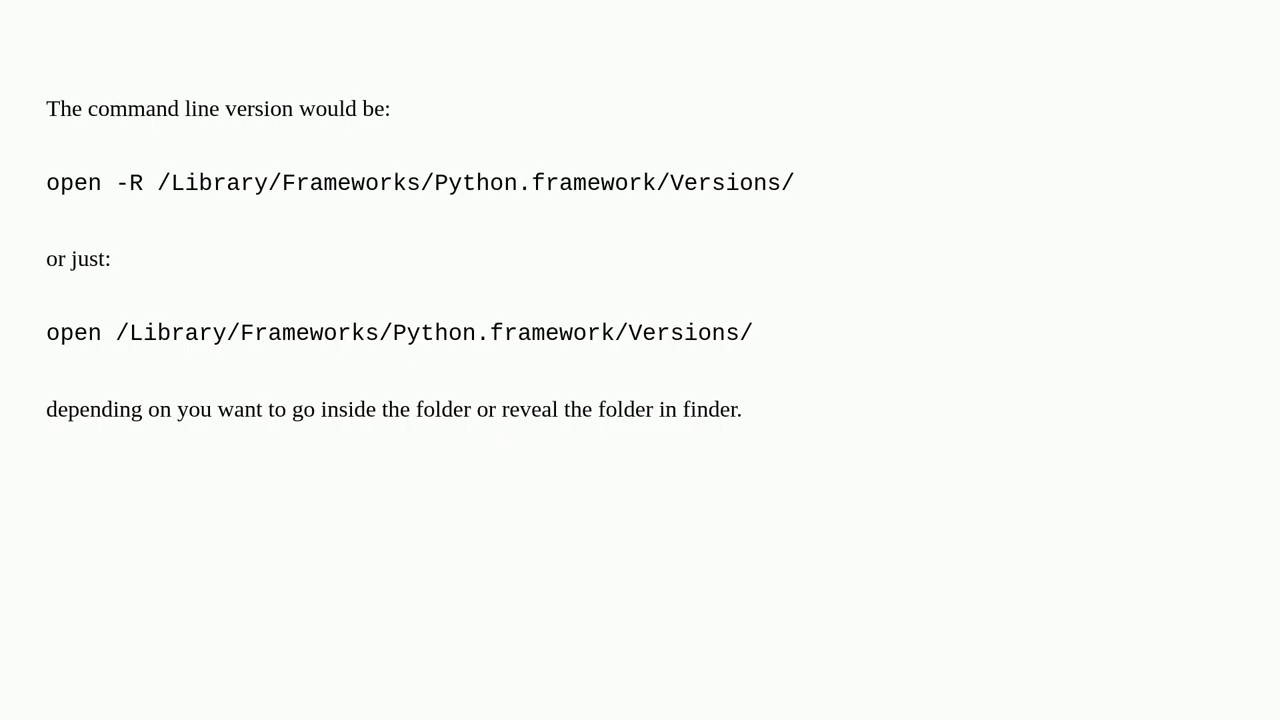 The command line version would be:
open -R /Library/Frameworks/Python.framework/Versions/
or just:
open /Library/Frameworks/Python.framework/Versions/
depending on you want to go inside the folder or reveal the folder in finder.